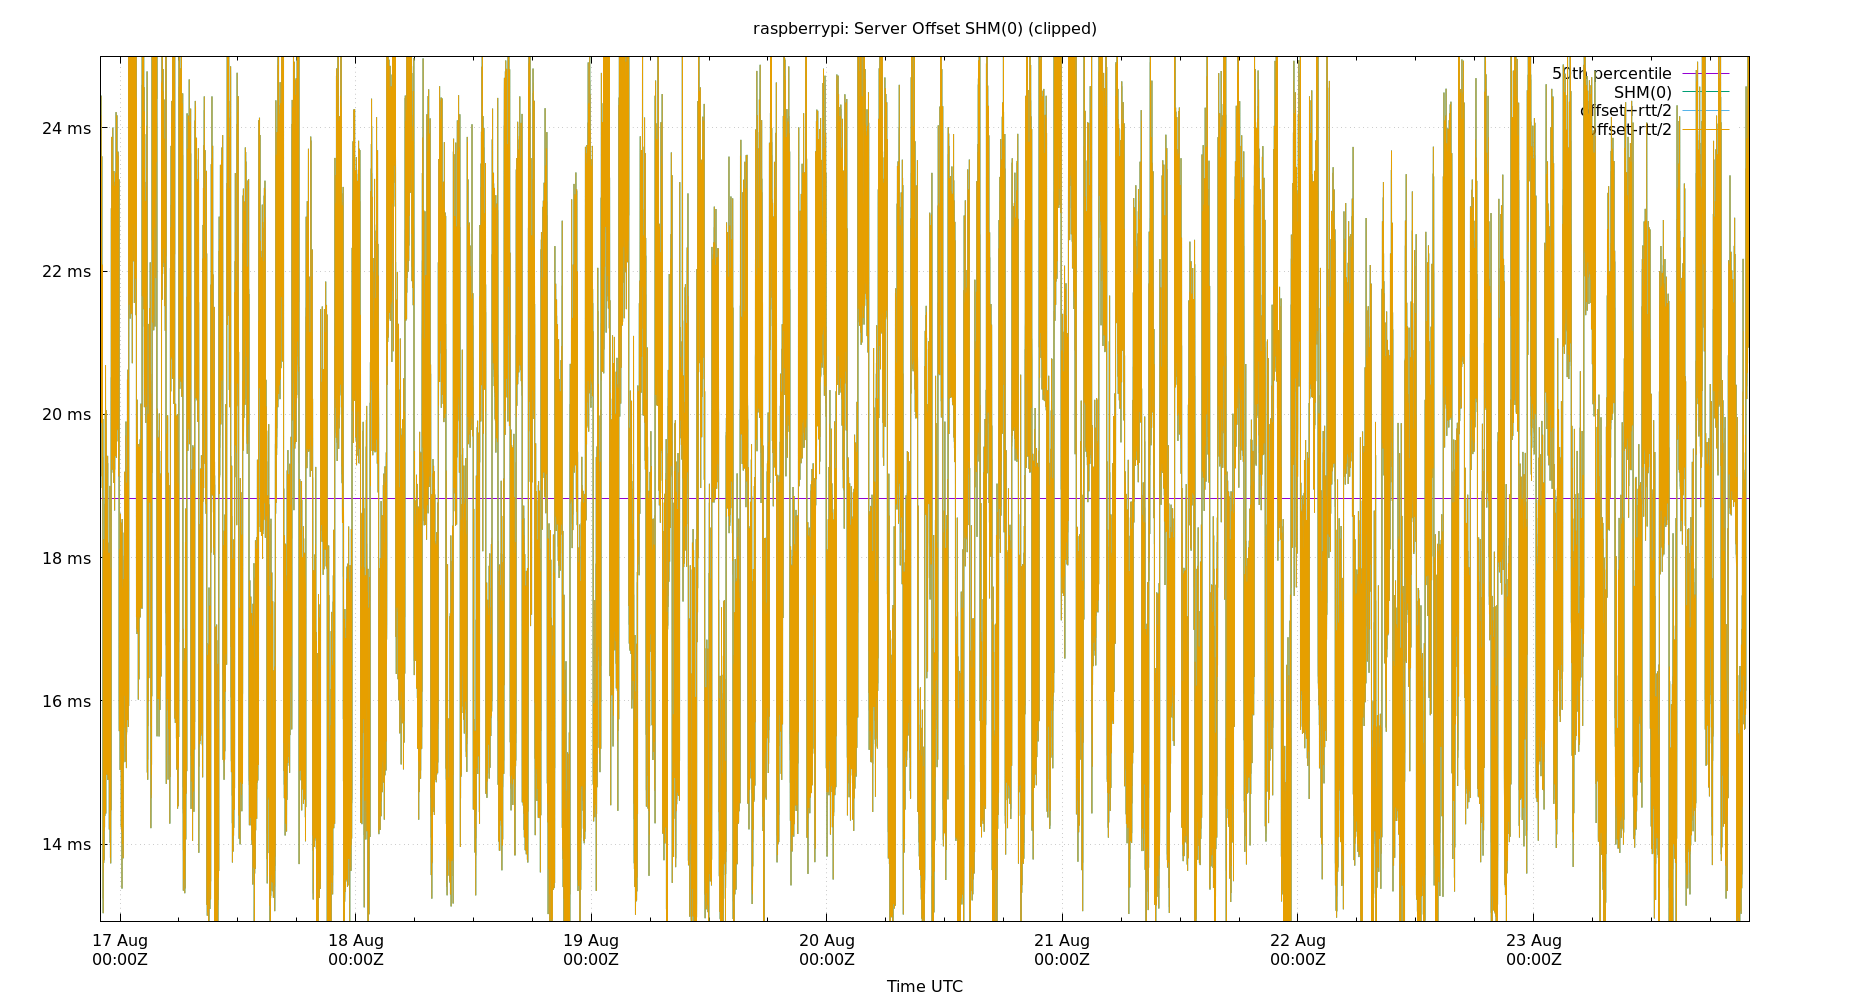 raspberrypi: Server Offset SHM(0) (clipped)
50th percentile
SHM(0)
offset+rtt/2
offset-rtt/2
24 ms
22 ms
20 ms
18 ms
16 ms
14 ms
17 Aug 18 Aug 19 Aug 20 Aug 21 Aug 22 Aug 23 Aug
00:00Z 00:00Z 00:00Z 00:00Z 00:00Z 00:00Z 00:00Z
Time UTC